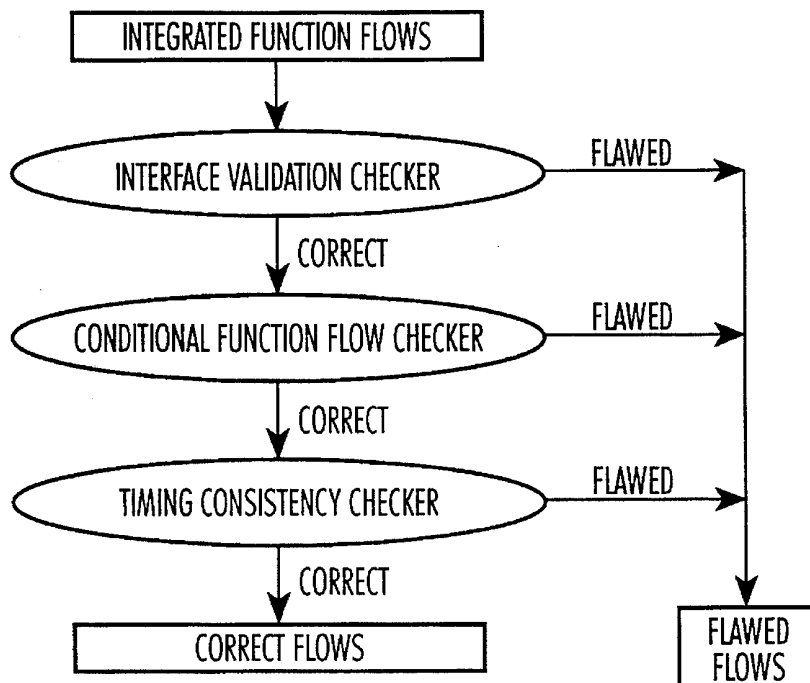 INTEGRATED FUNCTION FLOWS
INTERFACE VALIDATION CHECKER
FLAWED
CORRECT
CONDITIONAL FUNCTION FLOW CHECKER
FLAWED
CORRECT
TIMING CONSISTENCY CHECKER
FLAWED
CORRECT
CORRECT FLOWS
FLAWED
FLOWS